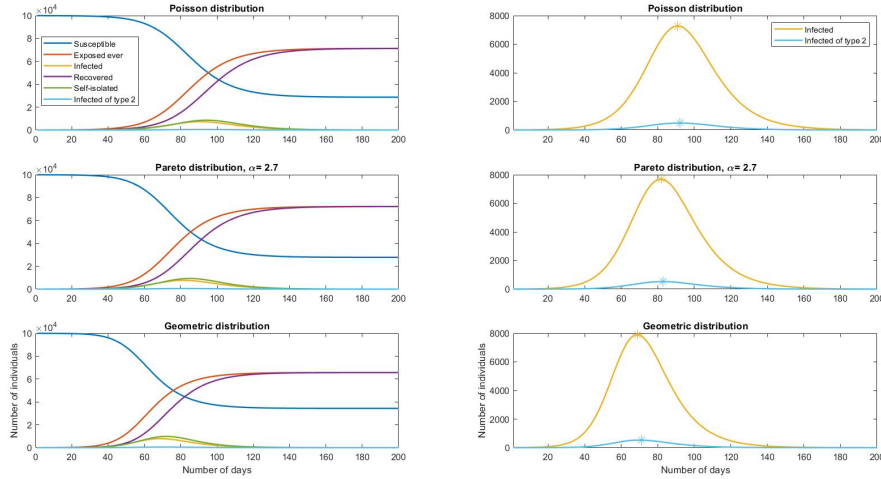 Poisson distribution
×10⁴
10
8
6
4
2
0
Susceptible
Exposed ever
Infected
Recovered
Self-isolated
Infected of type 2
0 20 40 60 80 100 120 140 160 180 200
Poisson distribution
8000
6000
4000
2000
0
Infected
Infected of type 2
20 40 60 80 100 120 140 160 180 200
Pareto distribution, α= 2.7
×10⁴
10
8
6
4
2
0
0 20 40 60 80 100 120 140 160 180 200
Pareto distribution, α= 2.7
8000
6000
4000
2000
0
20 40 60 80 100 120 140 160 180 200
Geometric distribution
×10⁴
10
8
6
4
2
0
Number of individuals
0 20 40 60 80 100 120 140 160 180 200
Number of days
Geometric distribution
8000
6000
4000
2000
0
Number of individuals
20 40 60 80 100 120 140 160 180 200
Number of days